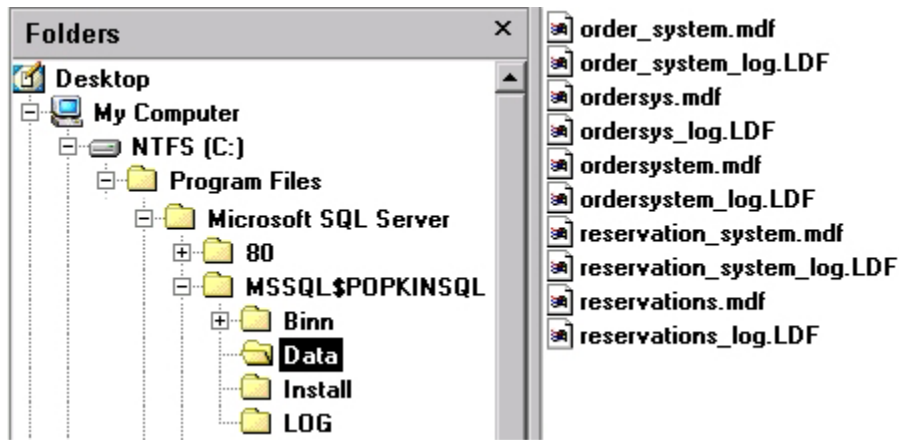 Folders
Desktop
My Computer
NTFS (C:)
Program Files
Microsoft SQL Server
80
MSSQL$POPKINSQL
Binn
Data
Install
LOG
order_system.mdf
order_system_log.LDF
ordersys.mdf
ordersys_log.LDF
ordersystem.mdf
ordersystem_log.LDF
reservation_system.mdf
reservation_system_log.LDF
reservations.mdf
reservations_log.LDF